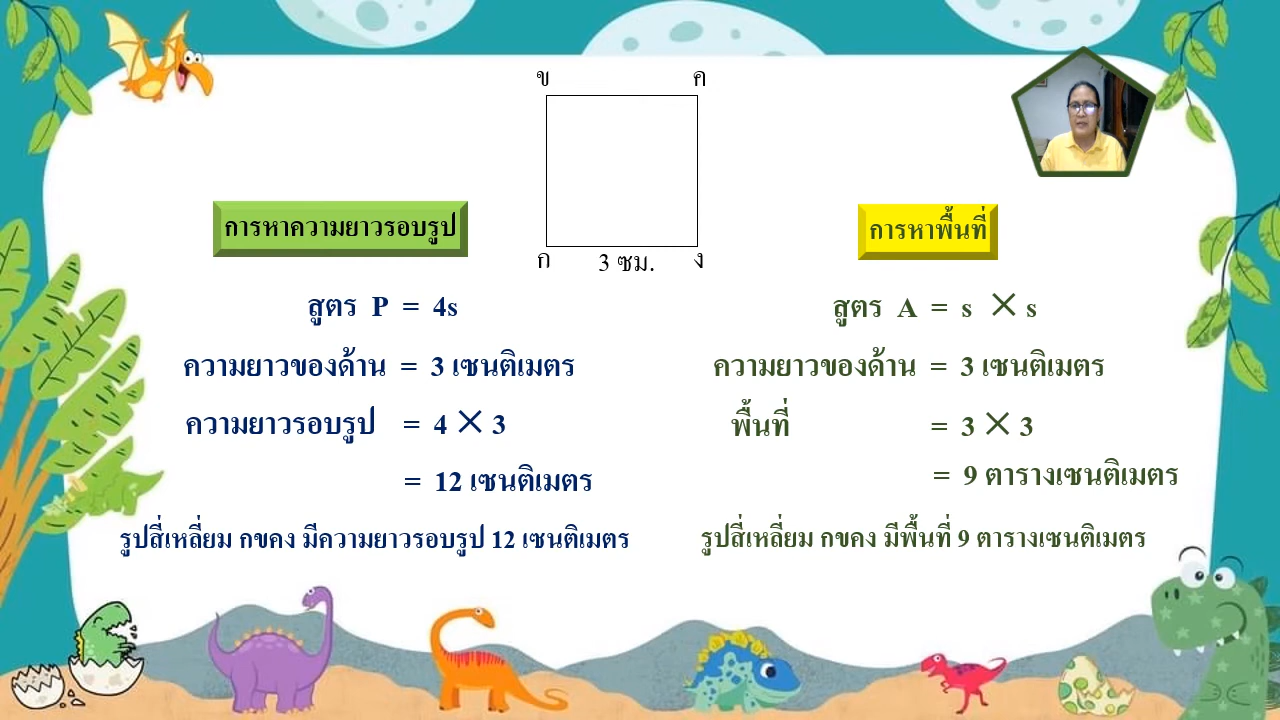 ข ค
ก 3 ซม. ง
การหาความยาวรอบรูป
สูตร P = 4s
ความยาวของด้าน = 3 เซนติเมตร
ความยาวรอบรูป = 4 × 3
= 12 เซนติเมตร
รูปสี่เหลี่ยม กขคง มีความยาวรอบรูป 12 เซนติเมตร
การหาพื้นที่
สูตร A = s × s
ความยาวของด้าน = 3 เซนติเมตร
พื้นที่ = 3 × 3
= 9 ตารางเซนติเมตร
รูปสี่เหลี่ยม กขคง มีพื้นที่ 9 ตารางเซนติเมตร